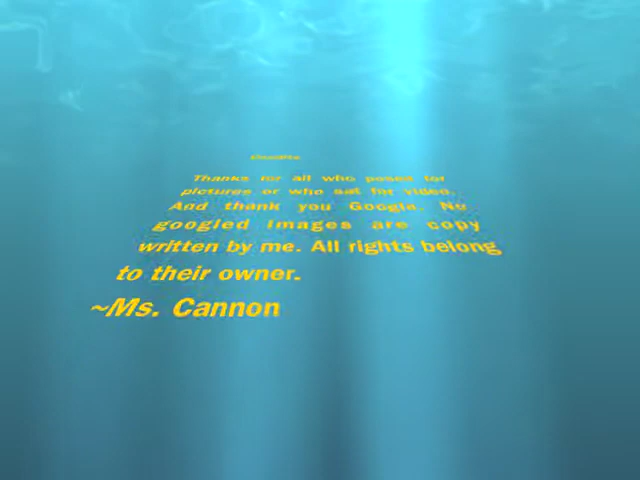 Thanks for all who posed for
pictures or who sat for video.
And thank you Google. No
googled images are copy
written by me. All rights belong
to their owner.
~Ms. Cannon